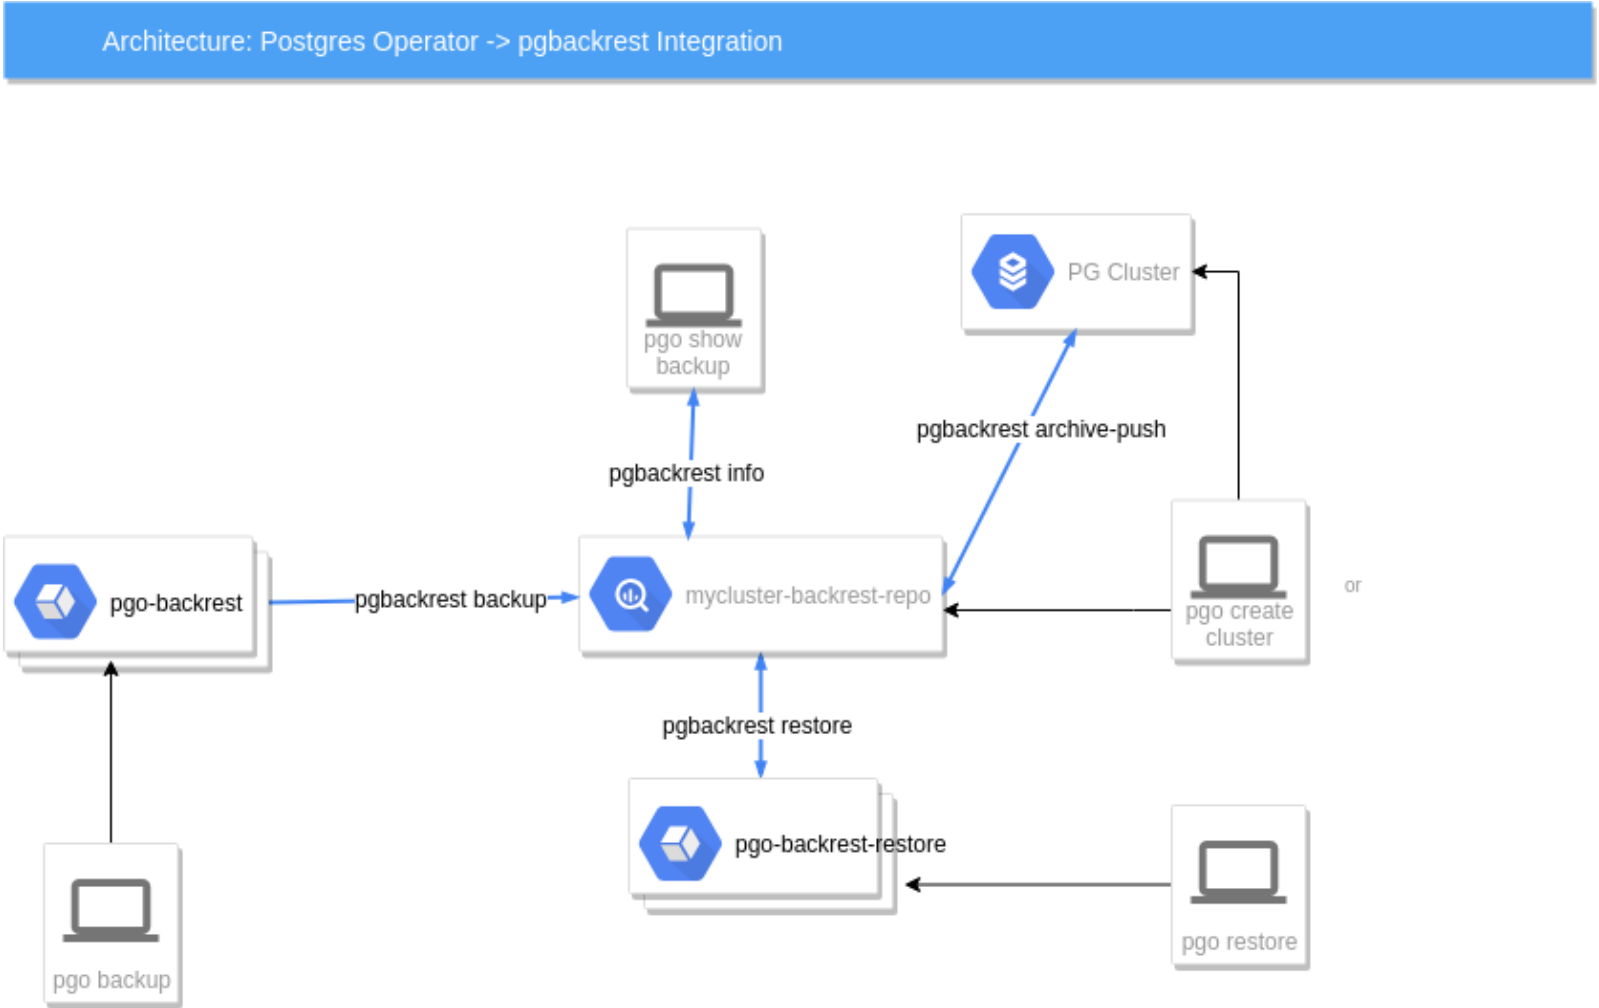 Architecture: Postgres Operator -> pgbackrest Integration
PG Cluster
pgo show
backup
pgbackrest archive-push
pgbackrest info
pgo-backrest
pgbackrest backup
mycluster-backrest-repo
pgo create
cluster
or
pgbackrest restore
pgo-backrest-restore
pgo restore
pgo backup